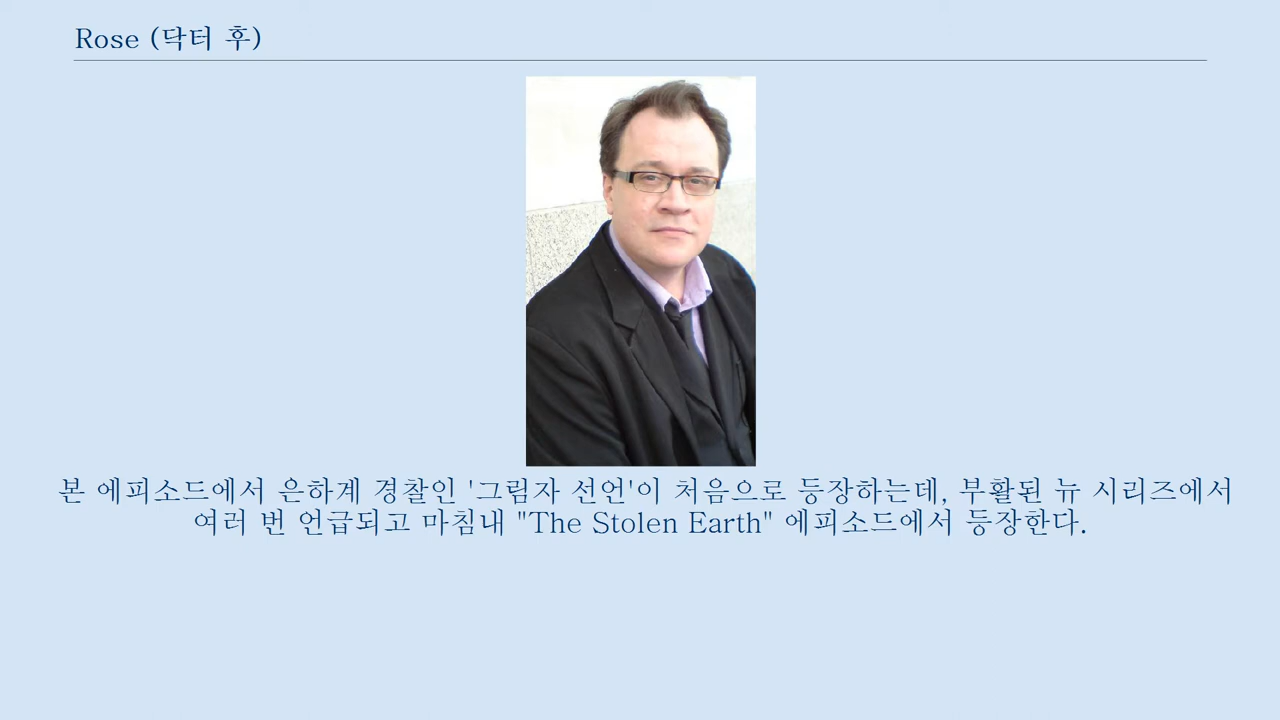 Rose (닥터 후)
본 에피소드에서 은하계 경찰인 '그림자 선언'이 처음으로 등장하는데, 부활된 뉴 시리즈에서
여러 번 언급되고 마침내 "The Stolen Earth" 에피소드에서 등장한다.